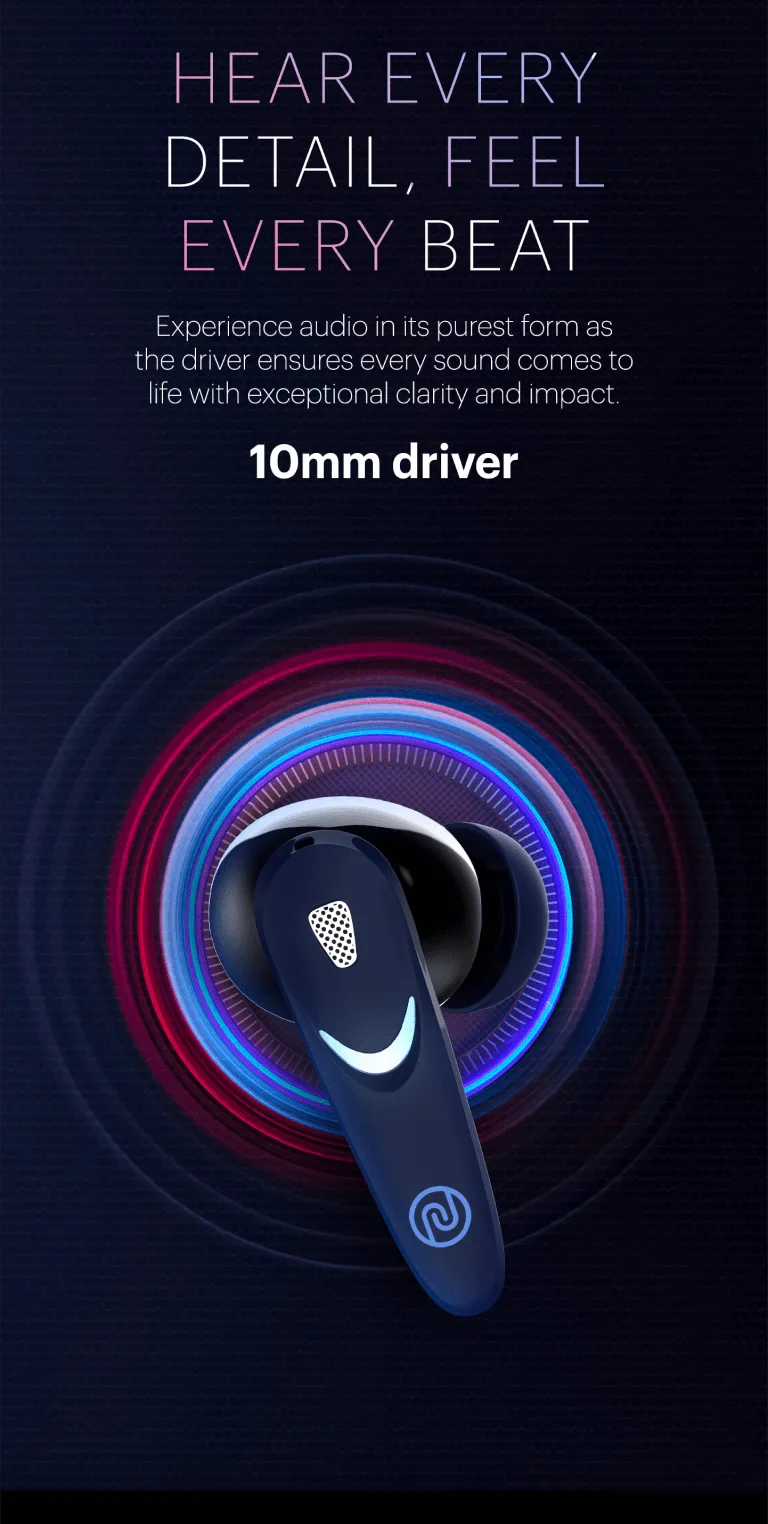 HEAR EVERY
DETAIL, FEEL
EVERY BEAT
Experience audio in its purest form as
the driver ensures every sound comes to
life with exceptional clarity and impact.
10mm driver